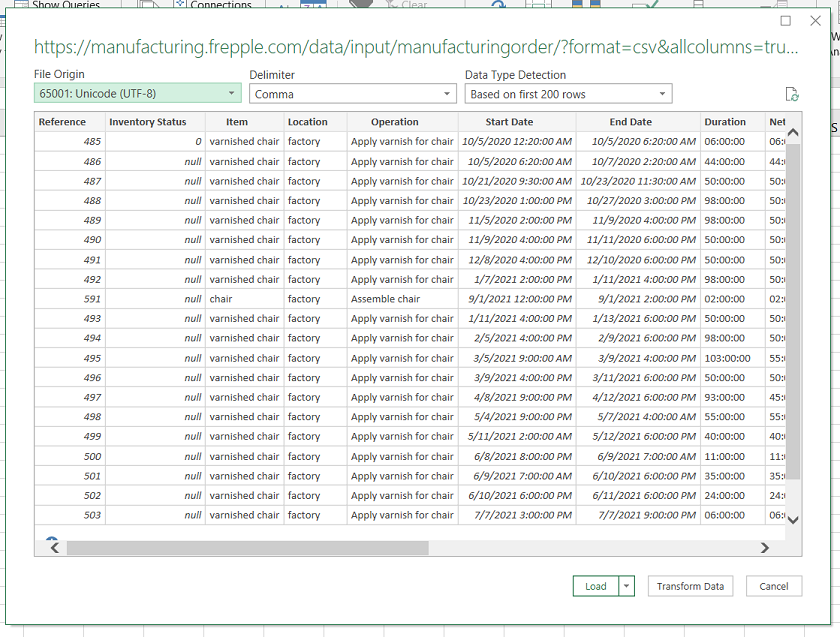 Show Queries Connections Clear
https://manufacturing.frepple.com/data/input/manufacturingorder/?format=csv&allcolumns=tru...
File Origin Delimiter Data Type Detection
65001: Unicode (UTF-8) Comma Based on first 200 rows
Reference Inventory Status Item Location Operation Start Date End Date Duration Net
485 0 varnished chair factory Apply varnish for chair 10/5/2020 12:20:00 AM 10/5/2020 6:20:00 AM 06:00:00 06:
486 null varnished chair factory Apply varnish for chair 10/5/2020 6:20:00 AM 10/7/2020 2:20:00 AM 44:00:00 44:
487 null varnished chair factory Apply varnish for chair 10/21/2020 9:30:00 AM 10/23/2020 11:30:00 AM 50:00:00 50:
488 null varnished chair factory Apply varnish for chair 10/23/2020 1:00:00 PM 10/27/2020 3:00:00 PM 98:00:00 50:
489 null varnished chair factory Apply varnish for chair 11/5/2020 2:00:00 PM 11/9/2020 4:00:00 PM 98:00:00 50:
490 null varnished chair factory Apply varnish for chair 11/9/2020 4:00:00 PM 11/11/2020 6:00:00 PM 50:00:00 50:
491 null varnished chair factory Apply varnish for chair 12/8/2020 4:00:00 PM 12/10/2020 6:00:00 PM 50:00:00 50:
492 null varnished chair factory Apply varnish for chair 1/7/2021 2:00:00 PM 1/11/2021 4:00:00 PM 98:00:00 50:
591 null chair factory Assemble chair 9/1/2021 12:00:00 PM 9/1/2021 2:00:00 PM 02:00:00 02:
493 null varnished chair factory Apply varnish for chair 1/11/2021 4:00:00 PM 1/13/2021 6:00:00 PM 50:00:00 50:
494 null varnished chair factory Apply varnish for chair 2/5/2021 4:00:00 PM 2/9/2021 6:00:00 PM 98:00:00 50:
495 null varnished chair factory Apply varnish for chair 3/5/2021 9:00:00 AM 3/9/2021 4:00:00 PM 103:00:00 55:
496 null varnished chair factory Apply varnish for chair 3/9/2021 4:00:00 PM 3/11/2021 6:00:00 PM 50:00:00 50:
497 null varnished chair factory Apply varnish for chair 4/8/2021 9:00:00 PM 4/12/2021 6:00:00 PM 93:00:00 45:
498 null varnished chair factory Apply varnish for chair 5/4/2021 9:00:00 PM 5/7/2021 4:00:00 AM 55:00:00 55:
499 null varnished chair factory Apply varnish for chair 5/11/2021 2:00:00 AM 5/12/2021 6:00:00 PM 40:00:00 40:
500 null varnished chair factory Apply varnish for chair 6/8/2021 8:00:00 PM 6/9/2021 7:00:00 AM 11:00:00 11:
501 null varnished chair factory Apply varnish for chair 6/9/2021 7:00:00 AM 6/10/2021 6:00:00 PM 35:00:00 35:
502 null varnished chair factory Apply varnish for chair 6/10/2021 6:00:00 PM 6/11/2021 6:00:00 PM 24:00:00 24:
503 null varnished chair factory Apply varnish for chair 7/7/2021 3:00:00 PM 7/7/2021 9:00:00 PM 06:00:00 06:
Load Transform Data Cancel